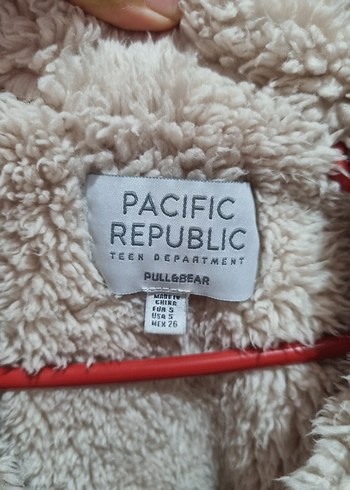 PACIFIC
REPUBLIC
TEEN DEPARTMENT
PULL&BEAR
MADE IN
CHINA
EUR S
USA S
MEX 26